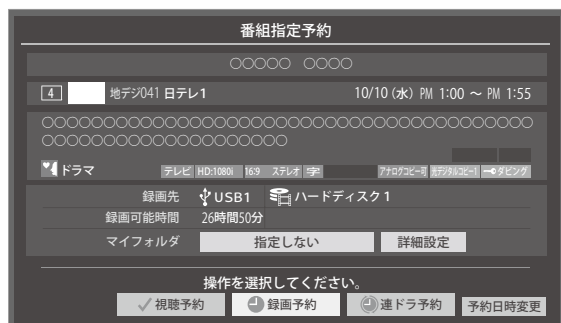 番組指定予約
○○○○○ ○○○○
4 地デジ041 日テレ1 10/10 (水) PM 1:00 ～ PM 1:55
○○○○○○○○○○○○○○○○○○○○○○○○○○○○○○○○○○○○○○○○
○○○○○○○○○○○○○○○○○○○○
ドラマ テレビ HD:1080i 16:9 ステレオ 字 アナログコピー可 光デジタルコピー1 ダビング
録画先 USB1 ハードディスク1
録画可能時間 26時間50分
マイフォルダ 指定しない 詳細設定
操作を選択してください。
視聴予約 録画予約 連ドラ予約 予約日時変更